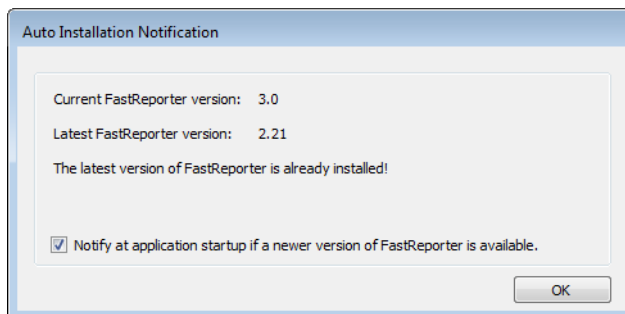 Auto Installation Notification
Current FastReporter version: 3.0
Latest FastReporter version: 2.21
The latest version of FastReporter is already installed!
Notify at application startup if a newer version of FastReporter is available.
OK